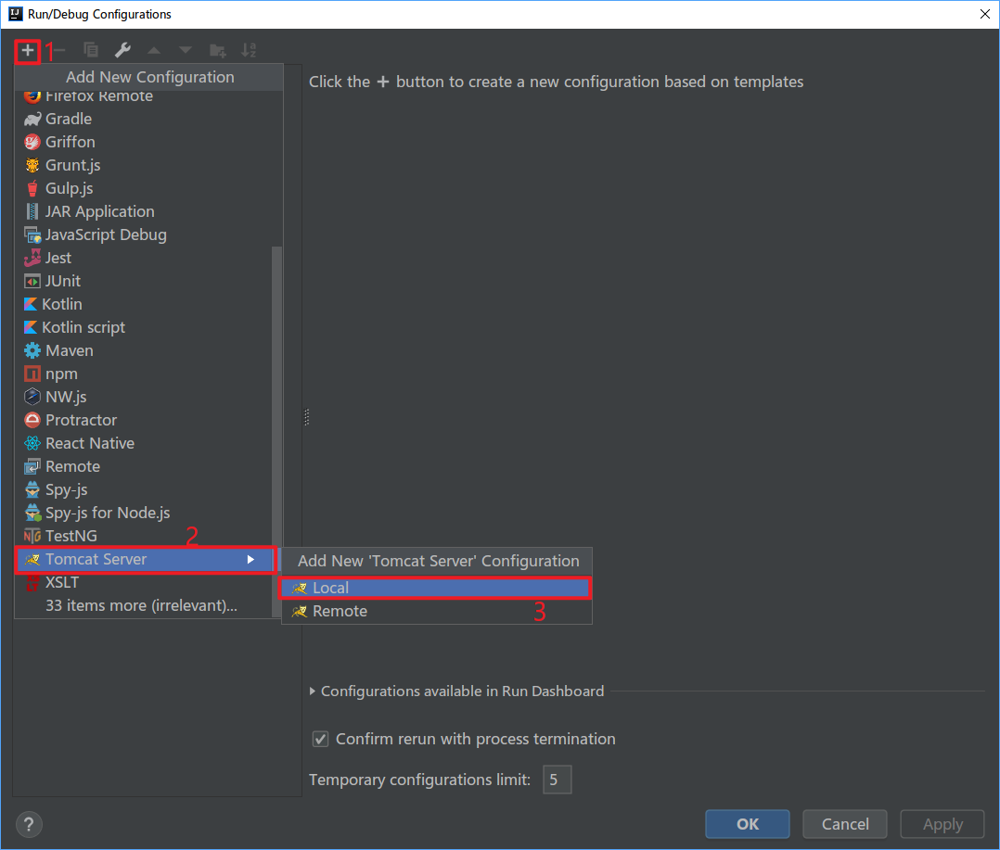 Run/Debug Configurations
1
Add New Configuration
Click the + button to create a new configuration based on templates
Firefox Remote
Gradle
Griffon
Grunt.js
Gulp.js
JAR Application
JavaScript Debug
Jest
JUnit
Kotlin
Kotlin script
Maven
npm
NW.js
Protractor
React Native
Remote
Spy-js
Spy-js for Node.js
TestNG
2
Tomcat Server
Add New 'Tomcat Server' Configuration
XSLT
Local
33 items more (irrelevant)...
Remote
3
Configurations available in Run Dashboard
Confirm rerun with process termination
Temporary configurations limit: 5
? OK Cancel Apply